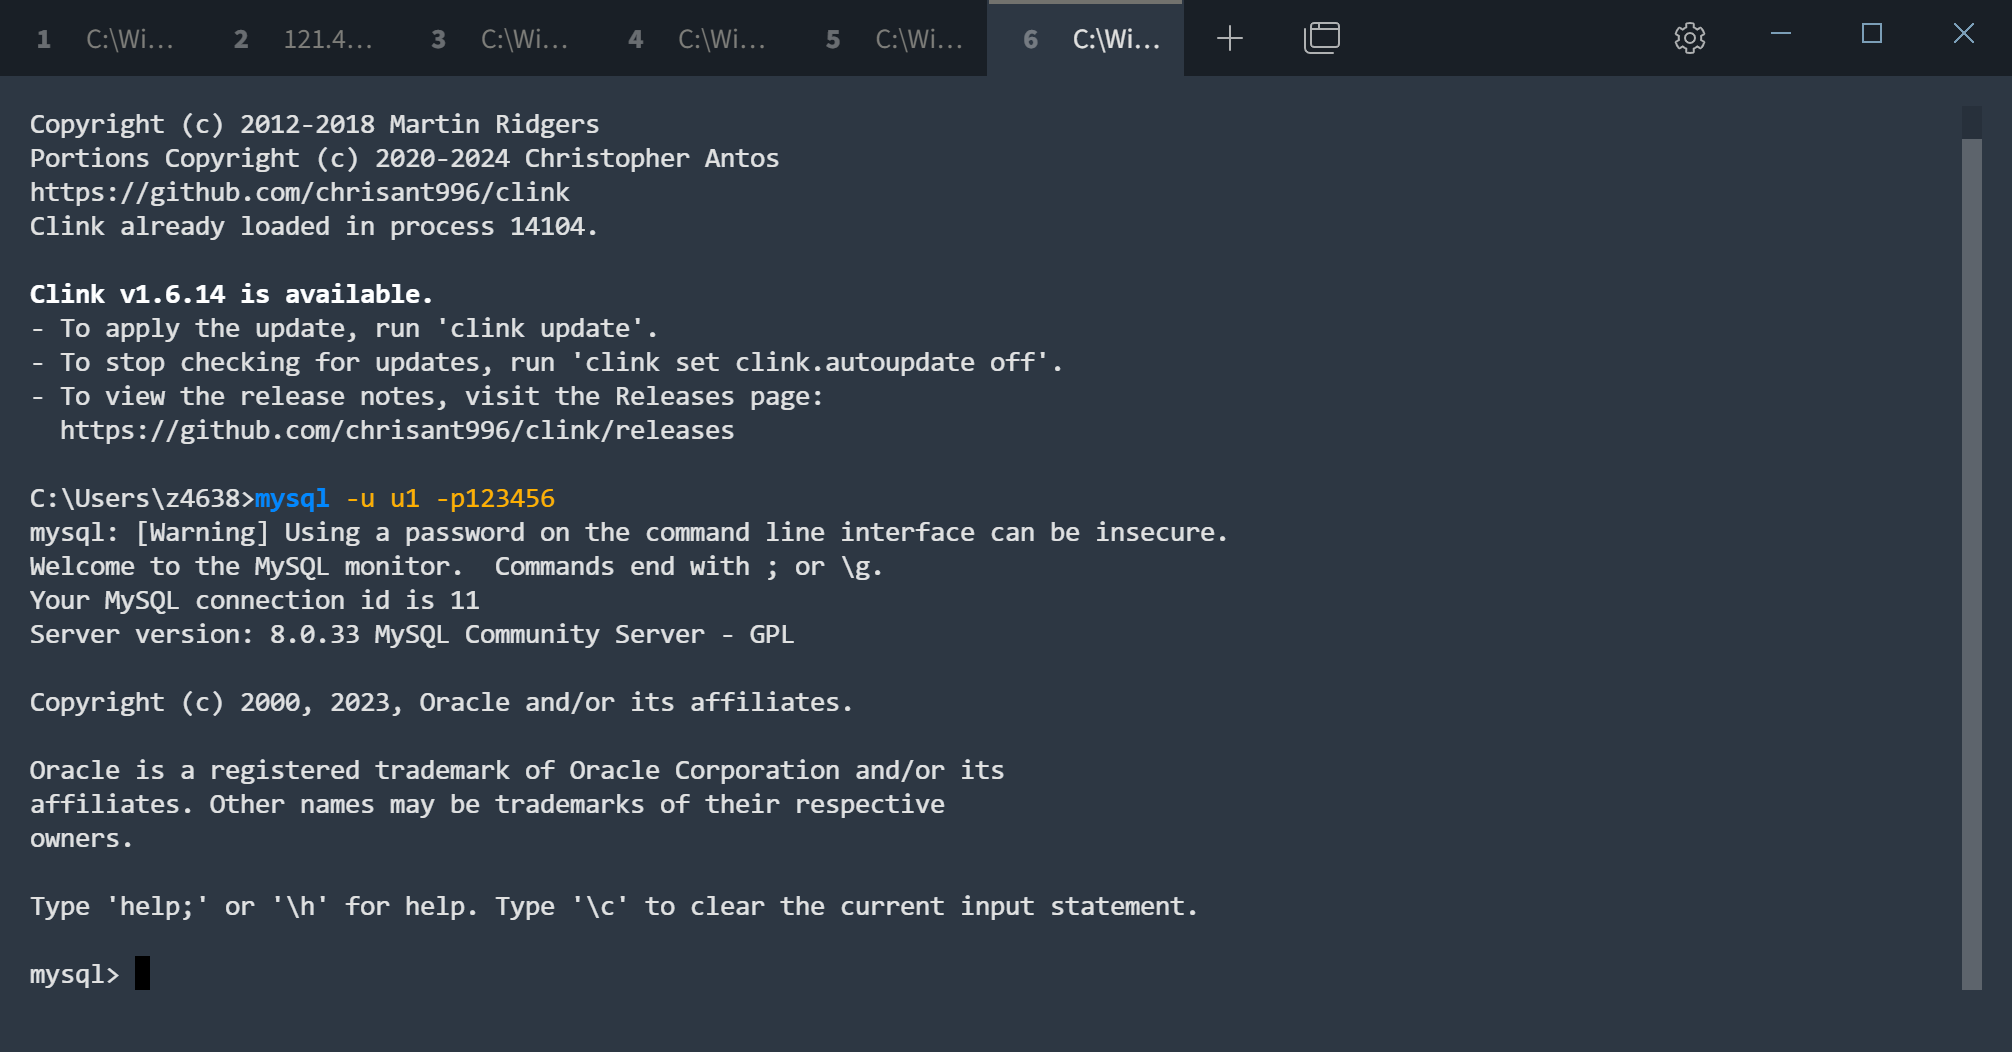 1 C:\Wi... 2 121.4... 3 C:\Wi... 4 C:\Wi... 5 C:\Wi... 6 C:\Wi...
Copyright (c) 2012-2018 Martin Ridgers
Portions Copyright (c) 2020-2024 Christopher Antos
https://github.com/chrisant996/clink
Clink already loaded in process 14104.
Clink v1.6.14 is available.
- To apply the update, run 'clink update'.
- To stop checking for updates, run 'clink set clink.autoupdate off'.
- To view the release notes, visit the Releases page:
  https://github.com/chrisant996/clink/releases
C:\Users\z4638>mysql -u u1 -p123456
mysql: [Warning] Using a password on the command line interface can be insecure.
Welcome to the MySQL monitor.  Commands end with ; or \g.
Your MySQL connection id is 11
Server version: 8.0.33 MySQL Community Server - GPL
Copyright (c) 2000, 2023, Oracle and/or its affiliates.
Oracle is a registered trademark of Oracle Corporation and/or its
affiliates. Other names may be trademarks of their respective
owners.
Type 'help;' or '\h' for help. Type '\c' to clear the current input statement.
mysql>